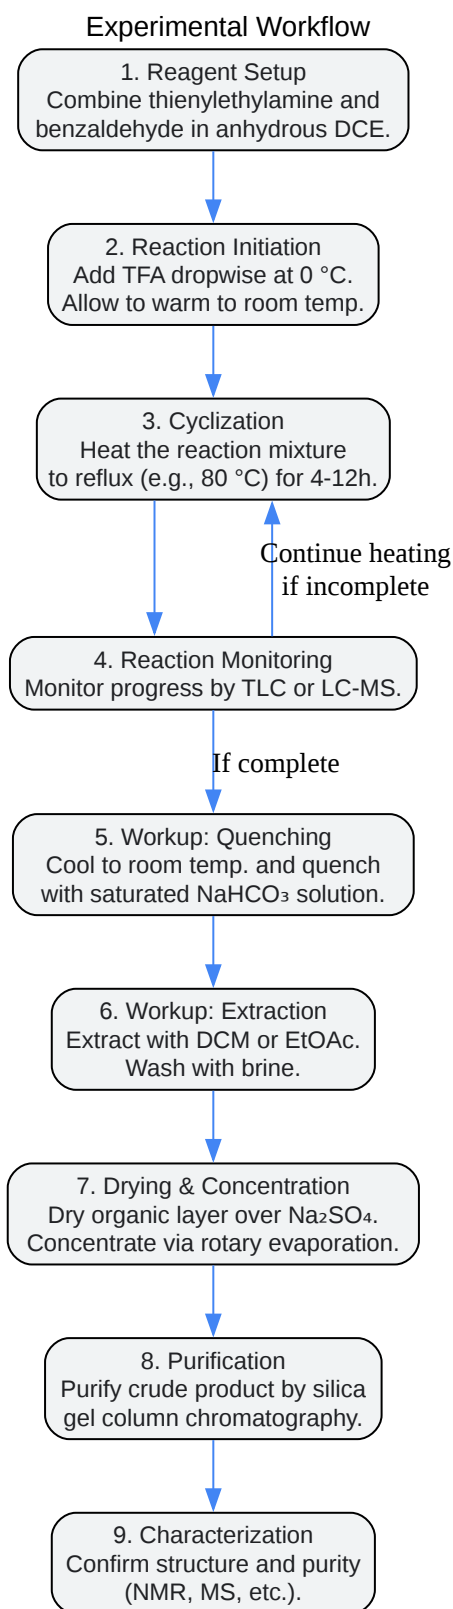 Experimental Workflow
1. Reagent Setup
Combine thienylethylamine and
benzaldehyde in anhydrous DCE.
2. Reaction Initiation
Add TFA dropwise at 0 °C.
Allow to warm to room temp.
3. Cyclization
Heat the reaction mixture
to reflux (e.g., 80 °C) for 4-12h.
Continue heating
if incomplete
4. Reaction Monitoring
Monitor progress by TLC or LC-MS.
If complete
5. Workup: Quenching
Cool to room temp. and quench
with saturated NaHCO₃ solution.
6. Workup: Extraction
Extract with DCM or EtOAc.
Wash with brine.
7. Drying & Concentration
Dry organic layer over Na₂SO₄.
Concentrate via rotary evaporation.
8. Purification
Purify crude product by silica
gel column chromatography.
9. Characterization
Confirm structure and purity
(NMR, MS, etc.).